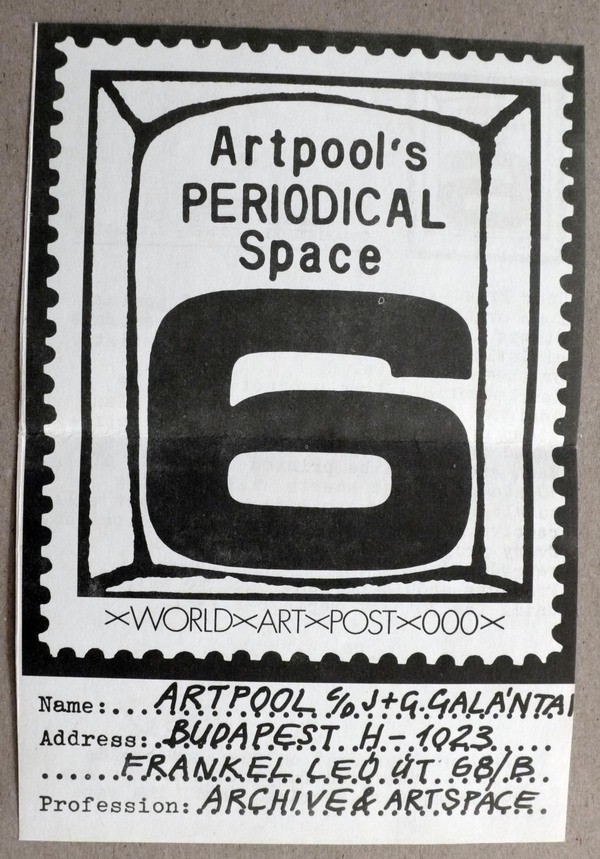 Artpool's
PERIODICAL
Space
6
×WORLD×ART×POST×000×
Name:...ARTPOOL c/o J+G.GALÁNTAI
Address:.BUDAPEST.H-1023.....
......FRANKEL.LEÓ.ÚT.68/B..
Profession:.ARCHIVE&.ARTSPACE.